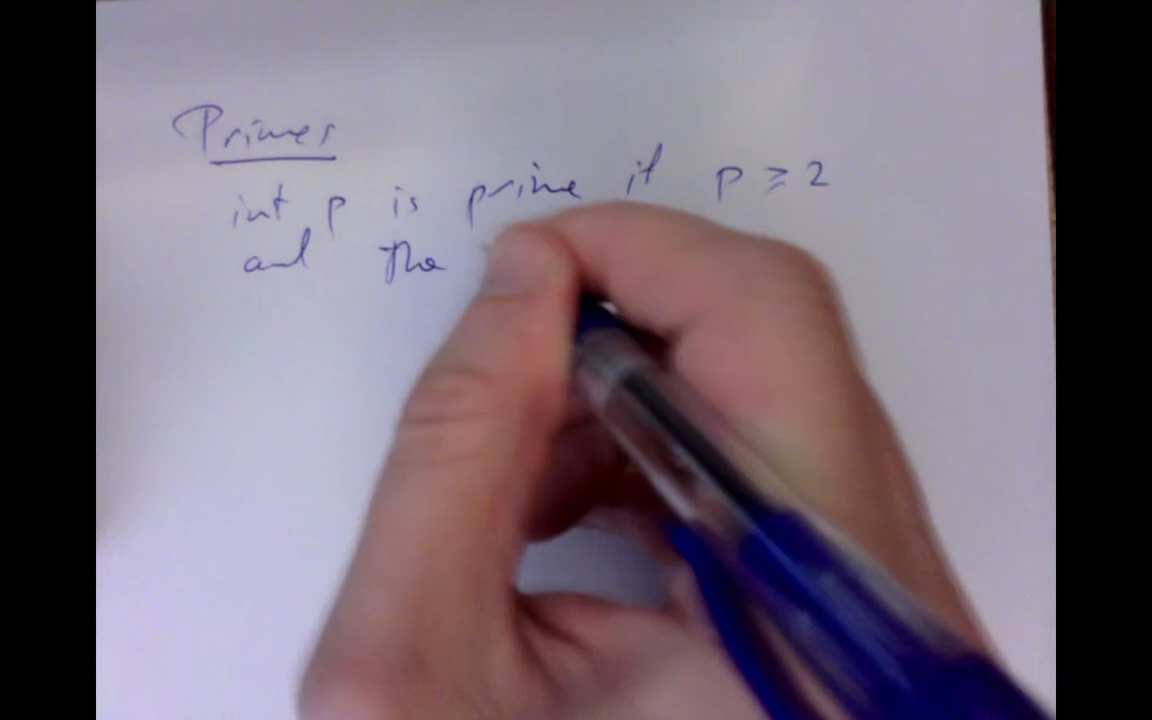 Primes
int p is prime if p ≥ 2
and the